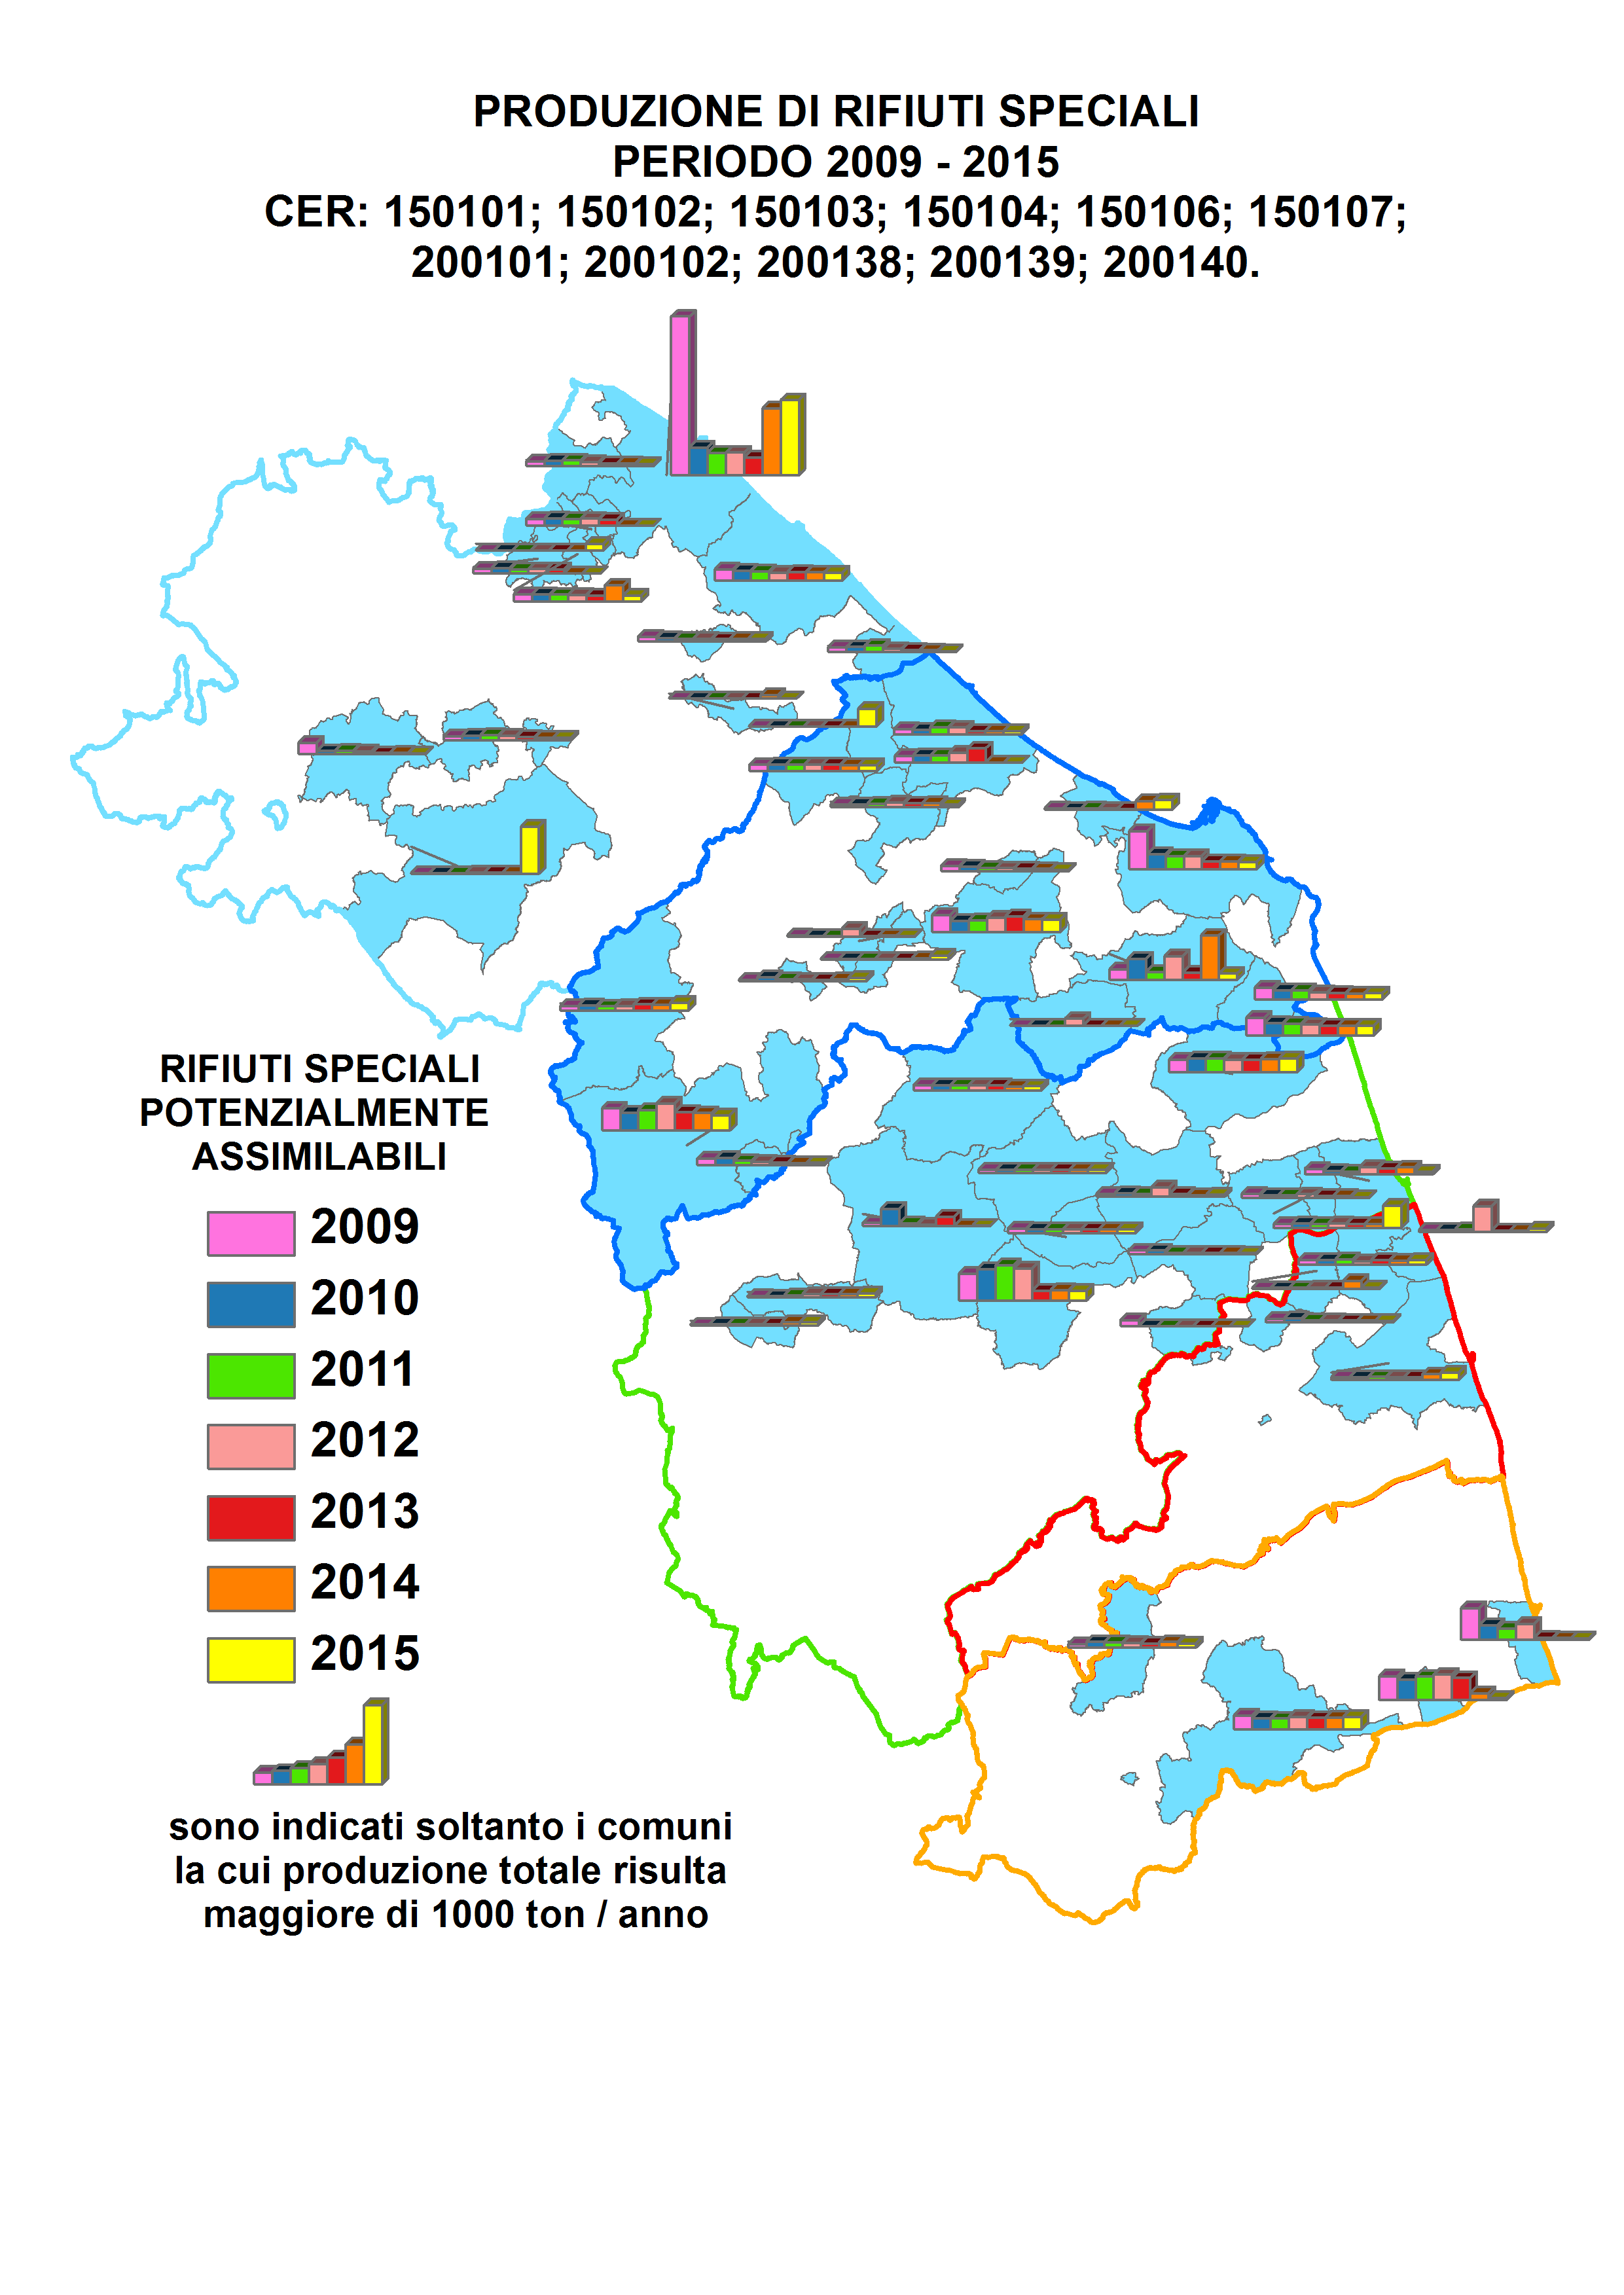 PRODUZIONE DI RIFIUTI SPECIALI
PERIODO 2009 - 2015
CER: 150101; 150102; 150103; 150104; 150106; 150107;
200101; 200102; 200138; 200139; 200140.
RIFIUTI SPECIALI
POTENZIALMENTE
ASSIMILABILI
2009
2010
2011
2012
2013
2014
2015
sono indicati soltanto i comuni
la cui produzione totale risulta
maggiore di 1000 ton / anno